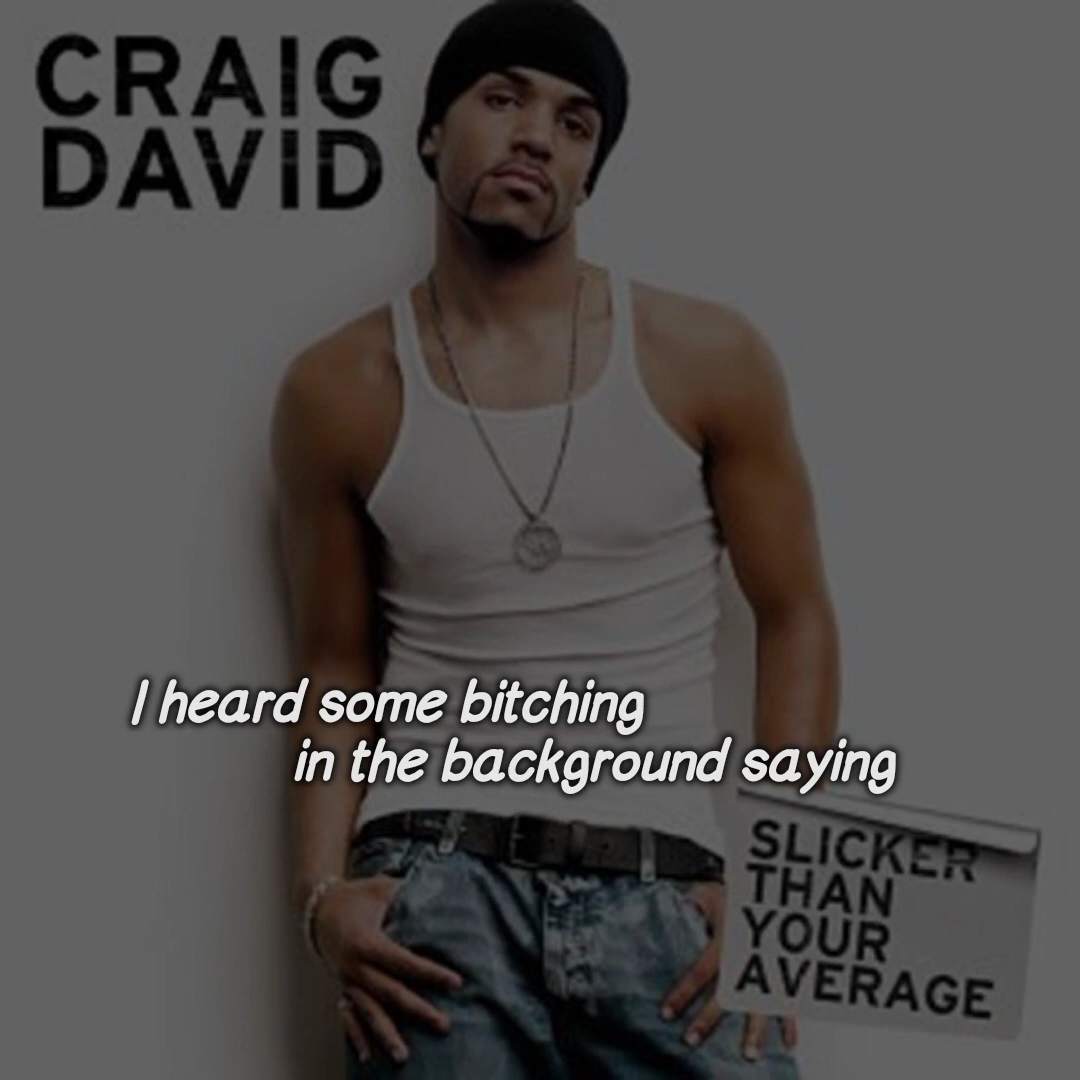 CRAIG
DAVID
I heard some bitching
in the background saying
SLICKER
THAN
YOUR
AVERAGE